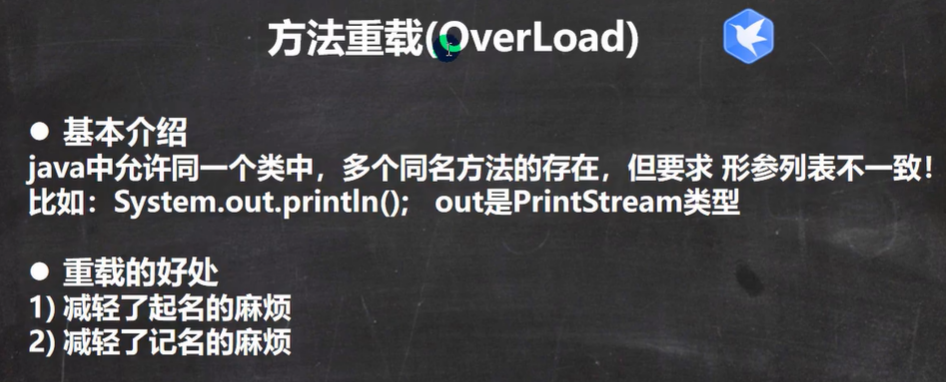 方法重载(OverLoad)
● 基本介绍
java中允许同一个类中，多个同名方法的存在，但要求 形参列表不一致！
比如：System.out.println(); out是PrintStream类型
● 重载的好处
1) 减轻了起名的麻烦
2) 减轻了记名的麻烦